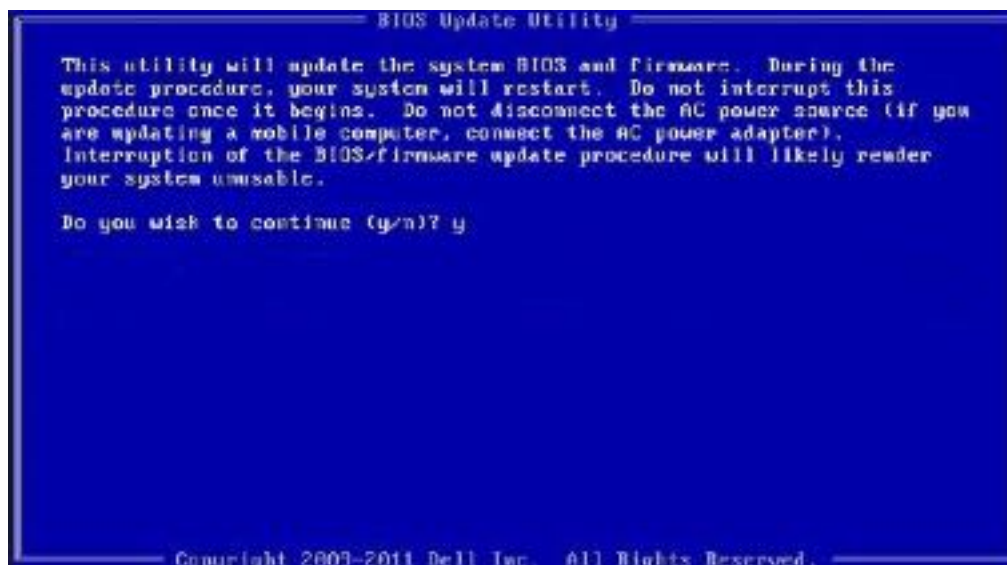 BIOS Update Utility
This utility will update the system BIOS and firmware. During the
update procedure, your system will restart. Do not interrupt this
procedure once it begins. Do not disconnect the AC power source (if you
are updating a mobile computer, connect the AC power adapter).
Interruption of the BIOS/firmware update procedure will likely render
your system unusable.
Do you wish to continue (y/n)? y
Copyright 2009-2011 Dell Inc. All Rights Reserved.